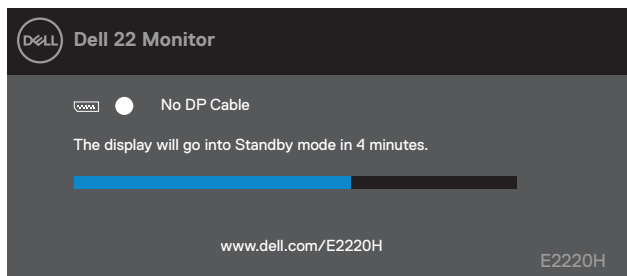 DELL Dell 22 Monitor
No DP Cable
The display will go into Standby mode in 4 minutes.
www.dell.com/E2220H
E2220H